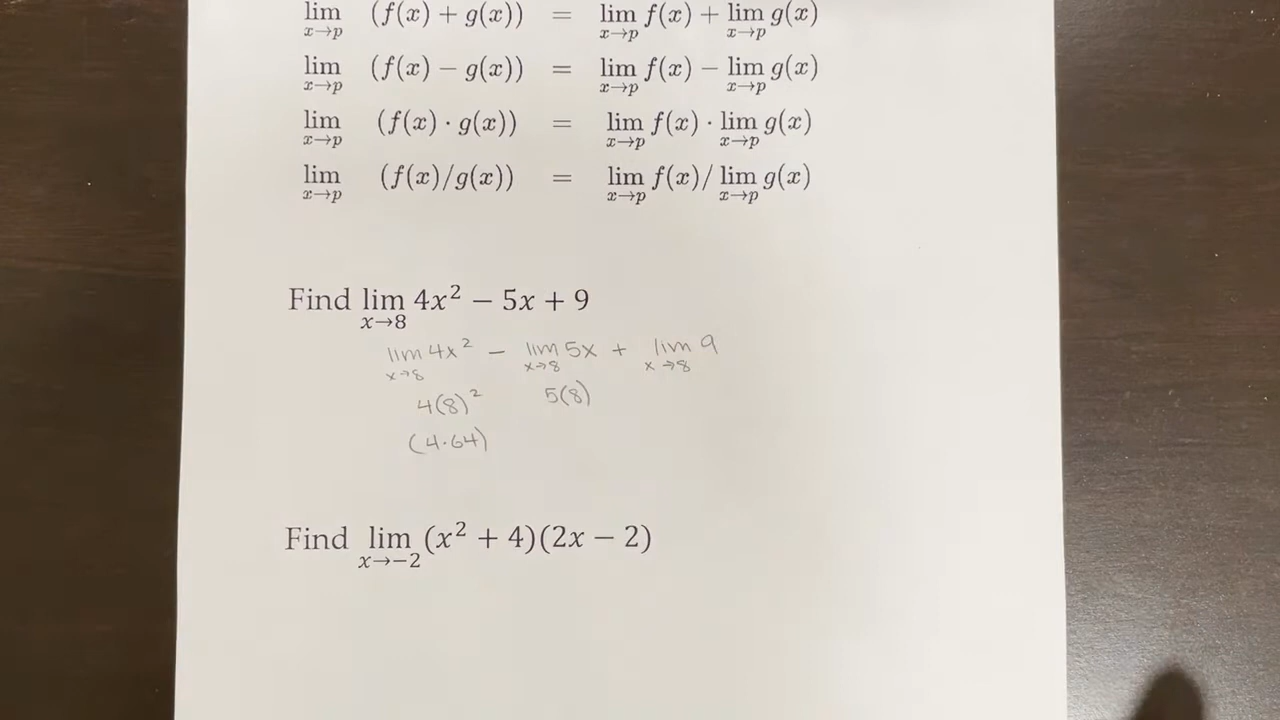 lim x→p (f(x) + g(x)) = lim x→p f(x) + lim x→p g(x)
lim x→p (f(x) − g(x)) = lim x→p f(x) − lim x→p g(x)
lim x→p (f(x) · g(x)) = lim x→p f(x) · lim x→p g(x)
lim x→p (f(x)/g(x)) = lim x→p f(x)/ lim x→p g(x)
Find lim x→8 4x² − 5x + 9
lim x→8 4x² − lim x→8 5x + lim x→8 9
4(8)² 5(8)
(4·64)
Find lim x→−2 (x² + 4)(2x − 2)